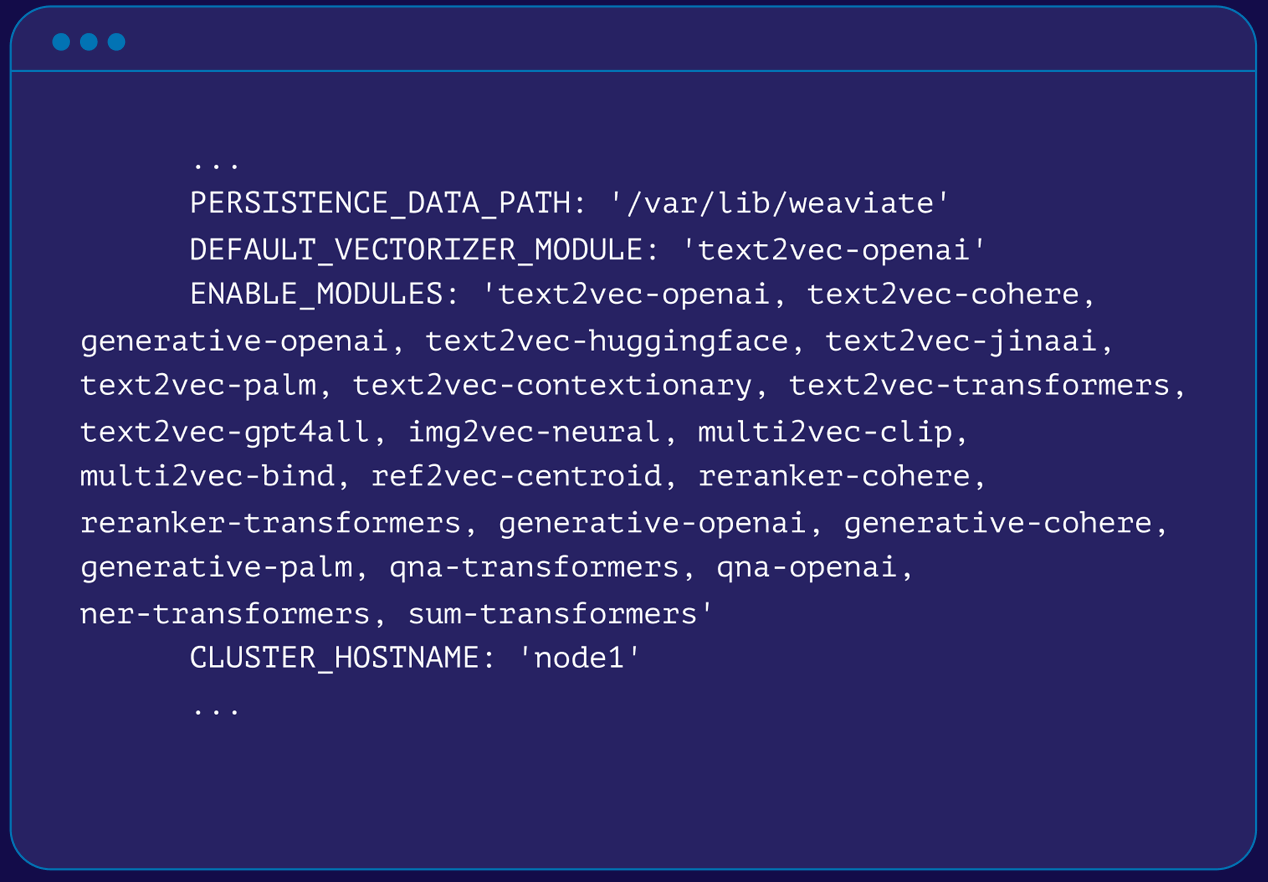 ...
PERSISTENCE_DATA_PATH: '/var/lib/weaviate'
DEFAULT_VECTORIZER_MODULE: 'text2vec-openai'
ENABLE_MODULES: 'text2vec-openai, text2vec-cohere,
generative-openai, text2vec-huggingface, text2vec-jinaai,
text2vec-palm, text2vec-contextionary, text2vec-transformers,
text2vec-gpt4all, img2vec-neural, multi2vec-clip,
multi2vec-bind, ref2vec-centroid, reranker-cohere,
reranker-transformers, generative-openai, generative-cohere,
generative-palm, qna-transformers, qna-openai,
ner-transformers, sum-transformers'
CLUSTER_HOSTNAME: 'node1'
...